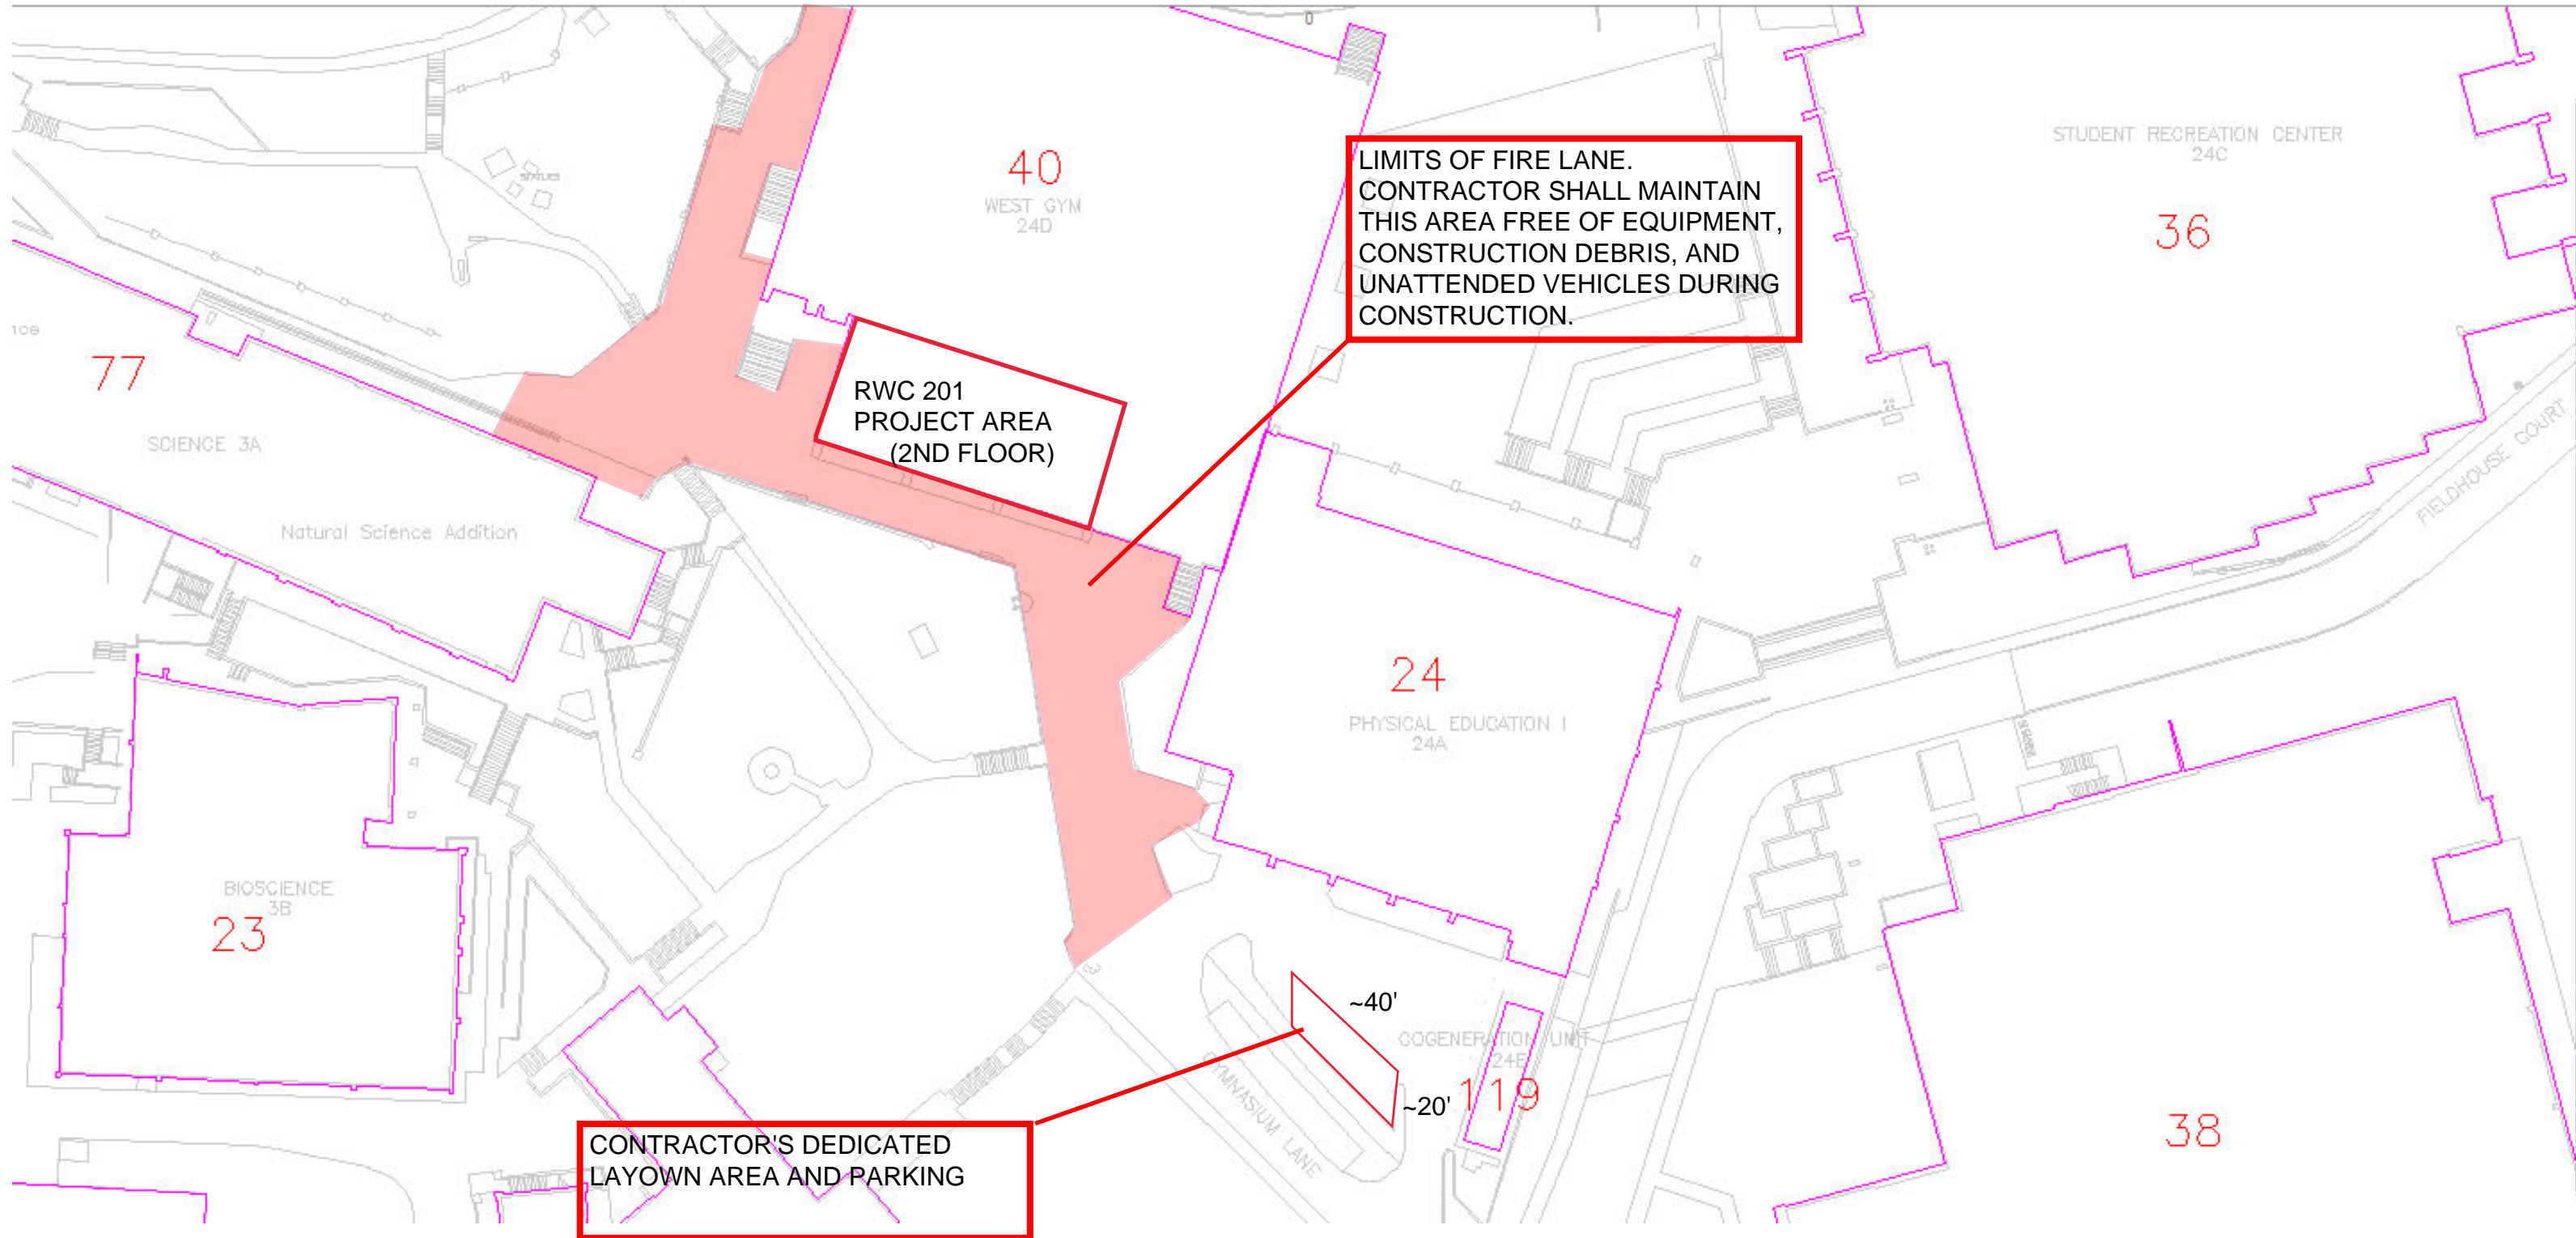 0
40
WEST GYM
24D
STATUES
LIMITS OF FIRE LANE.
CONTRACTOR SHALL MAINTAIN
THIS AREA FREE OF EQUIPMENT,
CONSTRUCTION DEBRIS, AND
UNATTENDED VEHICLES DURING
CONSTRUCTION.
STUDENT RECREATION CENTER
24C
36
77
SCIENCE 3A
Natural Science Addition
RWC 201
PROJECT AREA
(2ND FLOOR)
FIELDHOUSE COURT
24
PHYSICAL EDUCATION I
24A
BIOSCIENCE
3B
23
~40'
COGENERATION UNIT
24E
119
~20'
GYMNASIUM LANE
38
CONTRACTOR'S DEDICATED
LAYOWN AREA AND PARKING